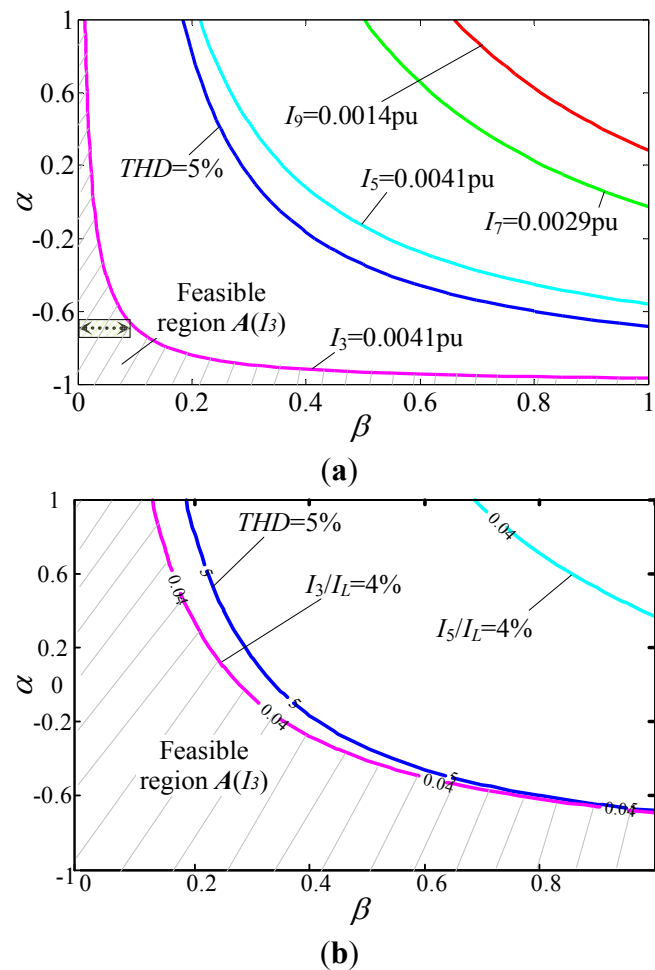 1
0.6
0.2
-0.2
-0.6
-1
α
I9=0.0014pu
THD=5%
I5=0.0041pu
I7=0.0029pu
Feasible
region A(I3)
I3=0.0041pu
0
0.2
0.4
0.6
0.8
1
β
(a)
1
0.6
0.2
0
-0.2
-0.6
-1
α
THD=5%
0.04
5
I3/IL=4%
0.04
I5/IL=4%
5
0.04
Feasible
region A(I3)
5
0.04
0.04
0.2
0.4
0.6
0.8
β
(b)